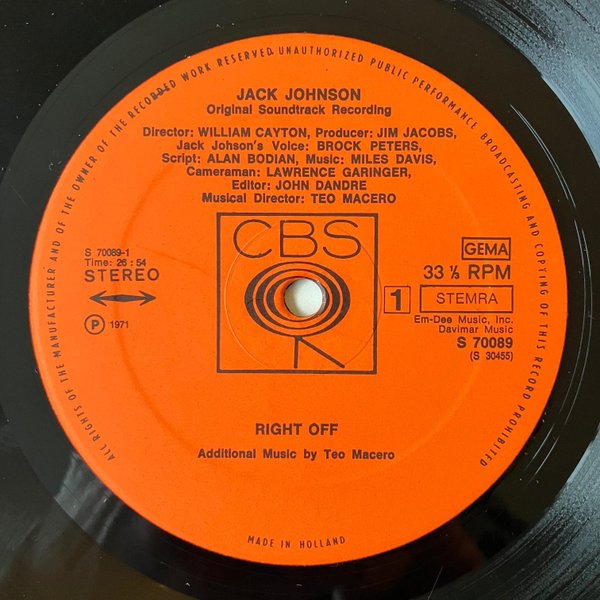 ALL RIGHTS OF THE MANUFACTURER AND OF THE OWNER OF THE RECORDED WORK RESERVED UNAUTHORIZED PUBLIC PERFORMANCE BROADCASTING AND COPYING OF THIS RECORD PROHIBITED
JACK JOHNSON
Original Soundtrack Recording
Director: WILLIAM CAYTON, Producer: JIM JACOBS,
Jack Johson's Voice: BROCK PETERS,
Script: ALAN BODIAN, Music: MILES DAVIS,
Cameraman: LAWRENCE GARINGER,
Editor: JOHN DANDRE
Musical Director: TEO MACERO
CBS
S 70089-1
Time: 26:54
STEREO
℗ 1971
GEMA
33 ⅓ RPM
1 STEMRA
Em-Dee Music, Inc.
Davimar Music
S 70089
(S 30455)
RIGHT OFF
Additional Music by Teo Macero
MADE IN HOLLAND